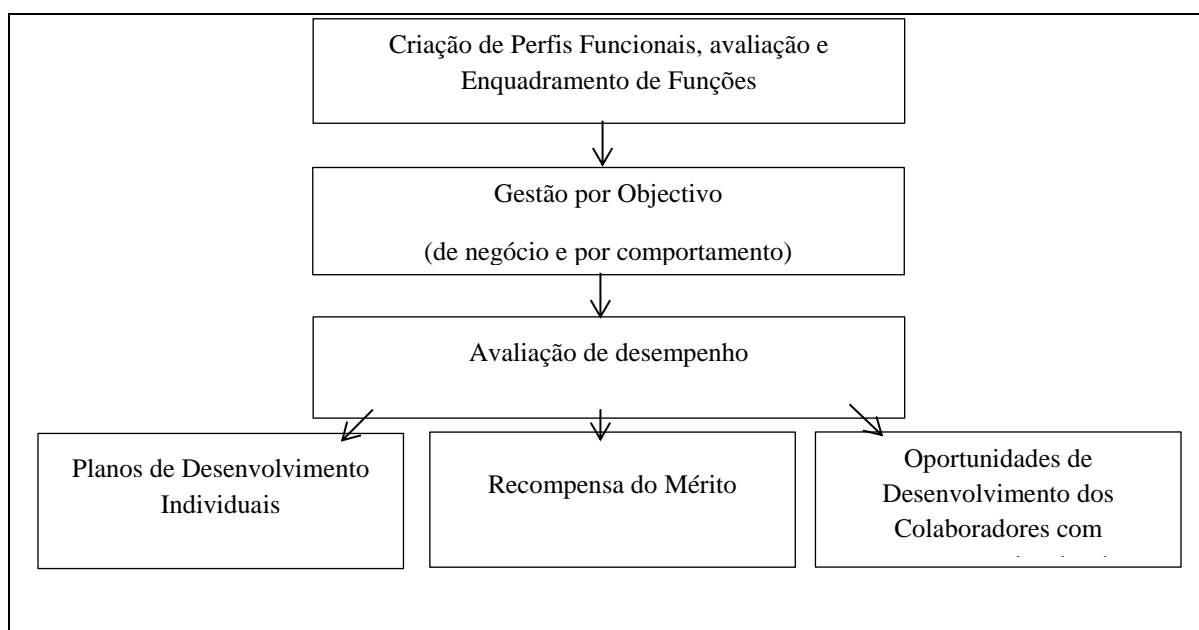 Criação de Perfis Funcionais, avaliação e
Enquadramento de Funções
Gestão por Objectivo
(de negócio e por comportamento)
Avaliação de desempenho
Planos de Desenvolvimento
Individuais
Recompensa do Mérito
Oportunidades de
Desenvolvimento dos
Colaboradores com